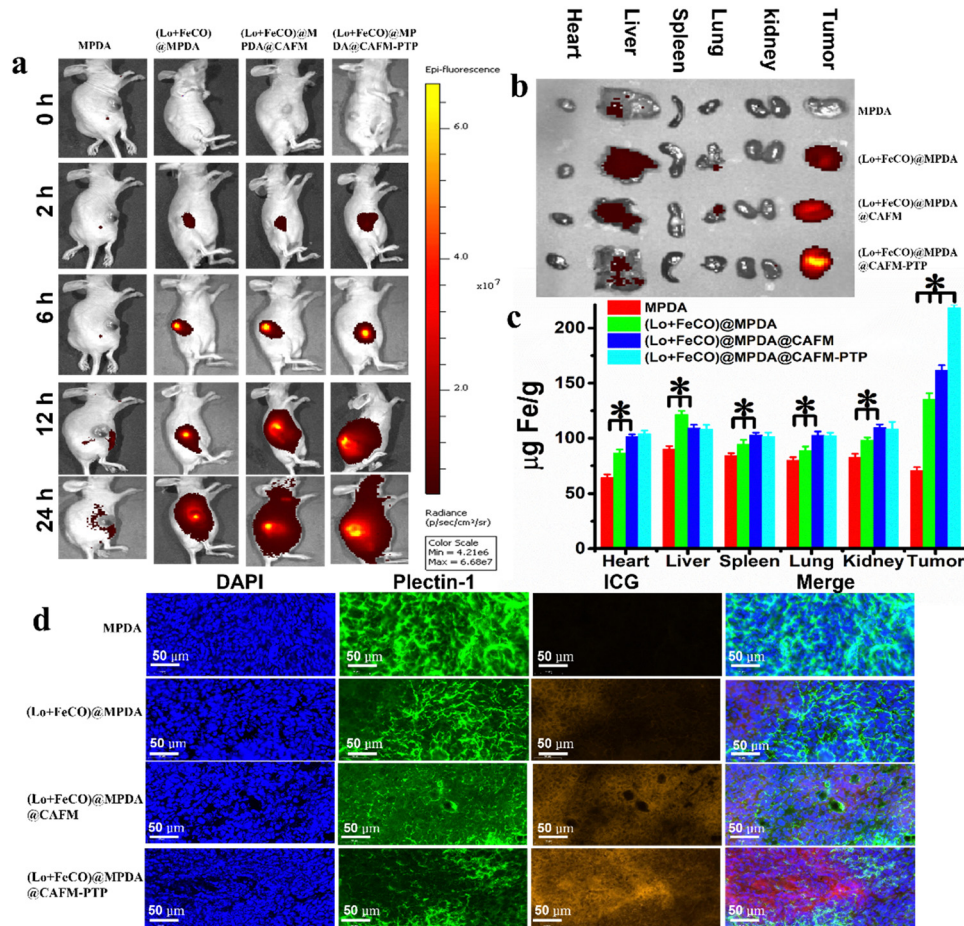 a
MPDA
(Lo+FeCO)
@MPDA
(Lo+FeCO)@M
PDA@CAFM
(Lo+FeCO)@MP
DA@CAFM-PTP
0 h
2 h
6 h
12 h
24 h
Epi-fluorescence
6.0
4.0
x10⁷
2.0
Radiance
(p/sec/cm²/sr)
Color Scale
Min = 4.21e6
Max = 6.68e7
b
Heart
Liver
Spleen
Lung
kidney
Tumor
MPDA
(Lo+FeCO)@MPDA
(Lo+FeCO)@MPDA
@CAFM
(Lo+FeCO)@MPDA
@CAFM-PTP
c
MPDA
(Lo+FeCO)@MPDA
(Lo+FeCO)@MPDA@CAFM
(Lo+FeCO)@MPDA@CAFM-PTP
* * * * * *
µg Fe/g
200
150
100
50
0
Heart Liver Spleen Lung Kidney Tumor
d
DAPI Plectin-1 ICG Merge
MPDA
50 µm 50 µm 50 µm 50 µm
(Lo+FeCO)@MPDA
50 µm 50 µm 50 µm 50 µm
(Lo+FeCO)@MPDA
@CAFM
50 µm 50 µm 50 µm 50 µm
(Lo+FeCO)@MPDA
@CAFM-PTP
50 µm 50 µm 50 µm 50 µm